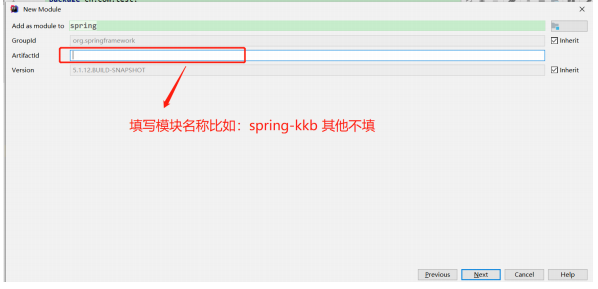 New Module
Add as module to spring
GroupId org.springframework Inherit
ArtifactId
Version 5.1.12.BUILD-SNAPSHOT Inherit
填写模块名称比如：spring-kkb 其他不填
Previous Next Cancel Help